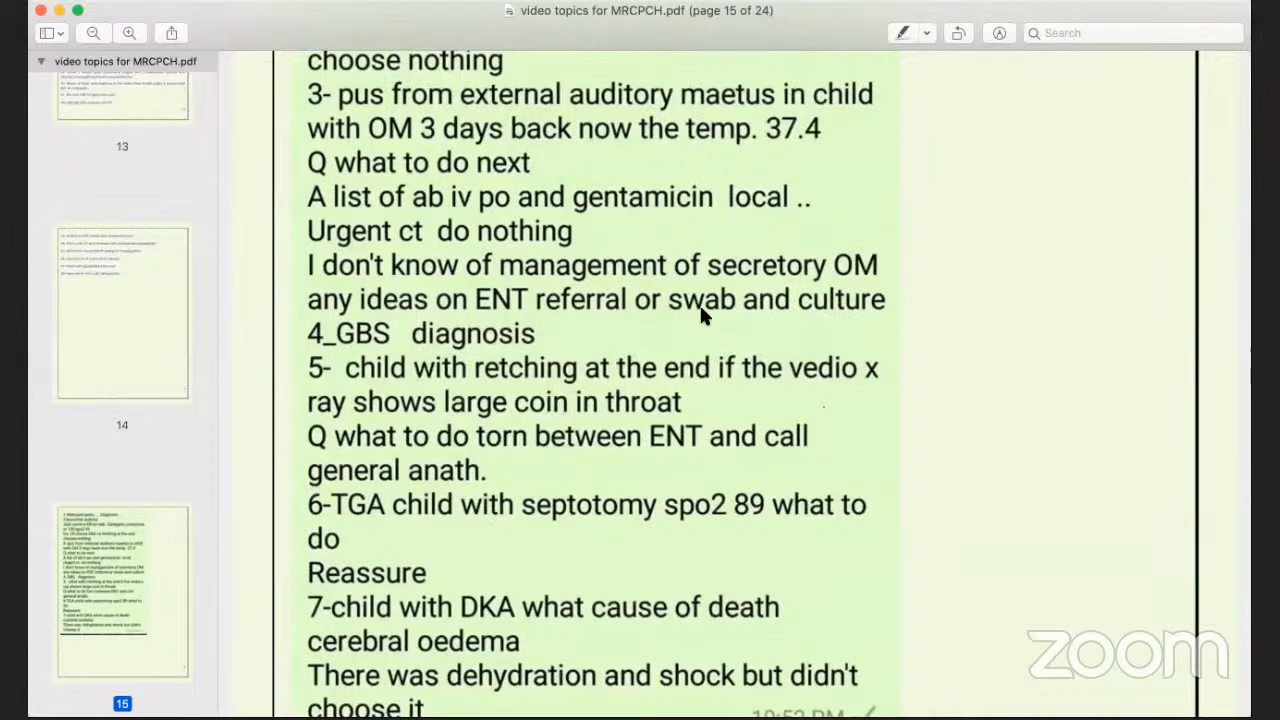 video topics for MRCPCH.pdf (page 15 of 24)
Search
video topics for MRCPCH.pdf
13
14
15
choose nothing
3- pus from external auditory maetus in child
with OM 3 days back now the temp. 37.4
Q what to do next
A list of ab iv po and gentamicin local ..
Urgent ct do nothing
I don't know of management of secretory OM
any ideas on ENT referral or swab and culture
4_GBS diagnosis
5- child with retching at the end if the vedio x
ray shows large coin in throat
Q what to do torn between ENT and call
general anath.
6-TGA child with septotomy spo2 89 what to
do
Reassure
7-child with DKA what cause of death
cerebral oedema
There was dehydration and shock but didn't
choose it
10:52 PM
zoom